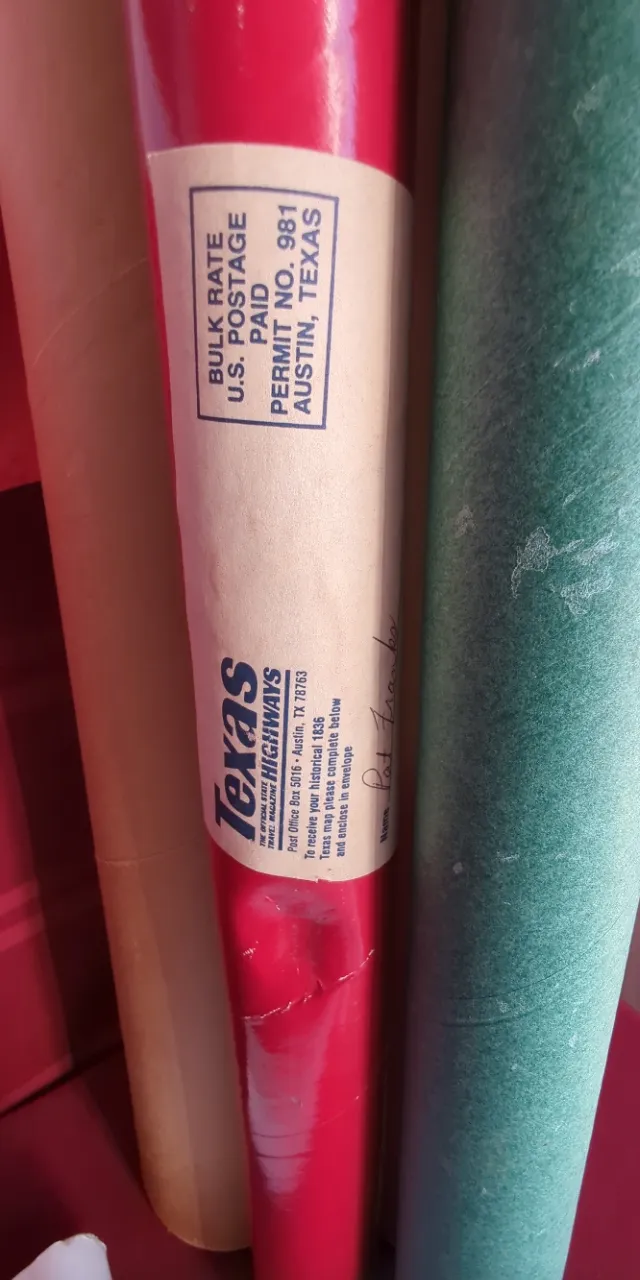 BULK RATE
U.S. POSTAGE
PAID
PERMIT NO. 981
AUSTIN, TEXAS
Texas
THE OFFICIAL STATE
TRAVEL MAGAZINE HIGHWAYS
Post Office Box 5016 • Austin, TX 78763
To receive your historical 1836
Texas map please complete below
and enclose in envelope
Name Pat Franks